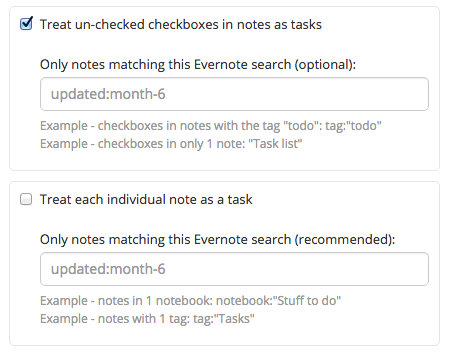 Treat un-checked checkboxes in notes as tasks
Only notes matching this Evernote search (optional):
updated:month-6
Example - checkboxes in notes with the tag "todo": tag:"todo"
Example - checkboxes in only 1 note: "Task list"
Treat each individual note as a task
Only notes matching this Evernote search (recommended):
updated:month-6
Example - notes in 1 notebook: notebook:"Stuff to do"
Example - notes with 1 tag: tag:"Tasks"